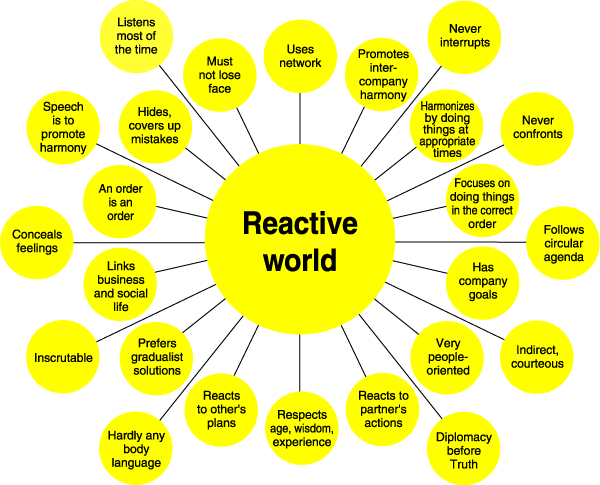 Listens
most of
the time
Must
not lose
face
Uses
network
Promotes
inter-
company
harmony
Never
interrupts
Speech
is to
promote
harmony
Hides,
covers up
mistakes
Harmonizes
by doing
things at
appropriate
times
Never
confronts
An order
is an
order
Focuses on
doing things
in the correct
order
Conceals
feelings
Reactive
world
Follows
circular
agenda
Links
business
and social
life
Has
company
goals
Inscrutable
Prefers
gradualist
solutions
Very
people-
oriented
Indirect,
courteous
Reacts
to other's
plans
Respects
age, wisdom,
experience
Reacts to
partner's
actions
Hardly any
body
language
Diplomacy
before
Truth